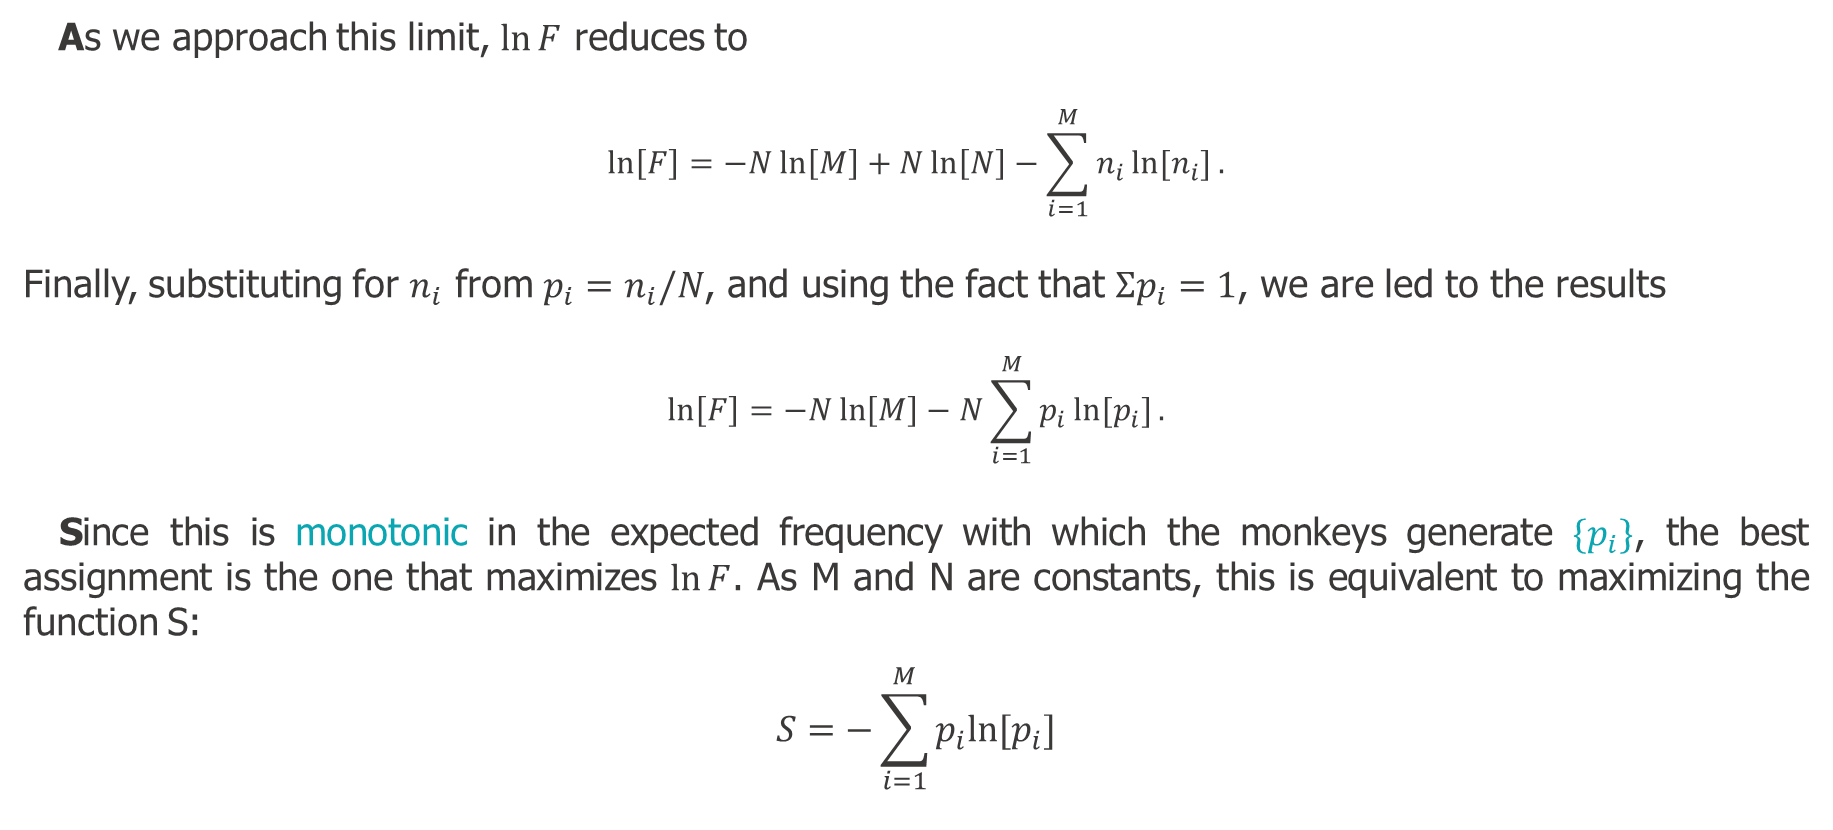 As we approach this limit, ln F reduces to
ln[F] = −N ln[M] + N ln[N] − \sum_{i=1}^{M} n_i ln[n_i] .
Finally, substituting for n_i from p_i = n_i/N, and using the fact that Σp_i = 1, we are led to the results
ln[F] = −N ln[M] − N \sum_{i=1}^{M} p_i ln[p_i] .
Since this is monotonic in the expected frequency with which the monkeys generate {p_i}, the best
assignment is the one that maximizes ln F. As M and N are constants, this is equivalent to maximizing the
function S:
S = − \sum_{i=1}^{M} p_i ln[p_i]